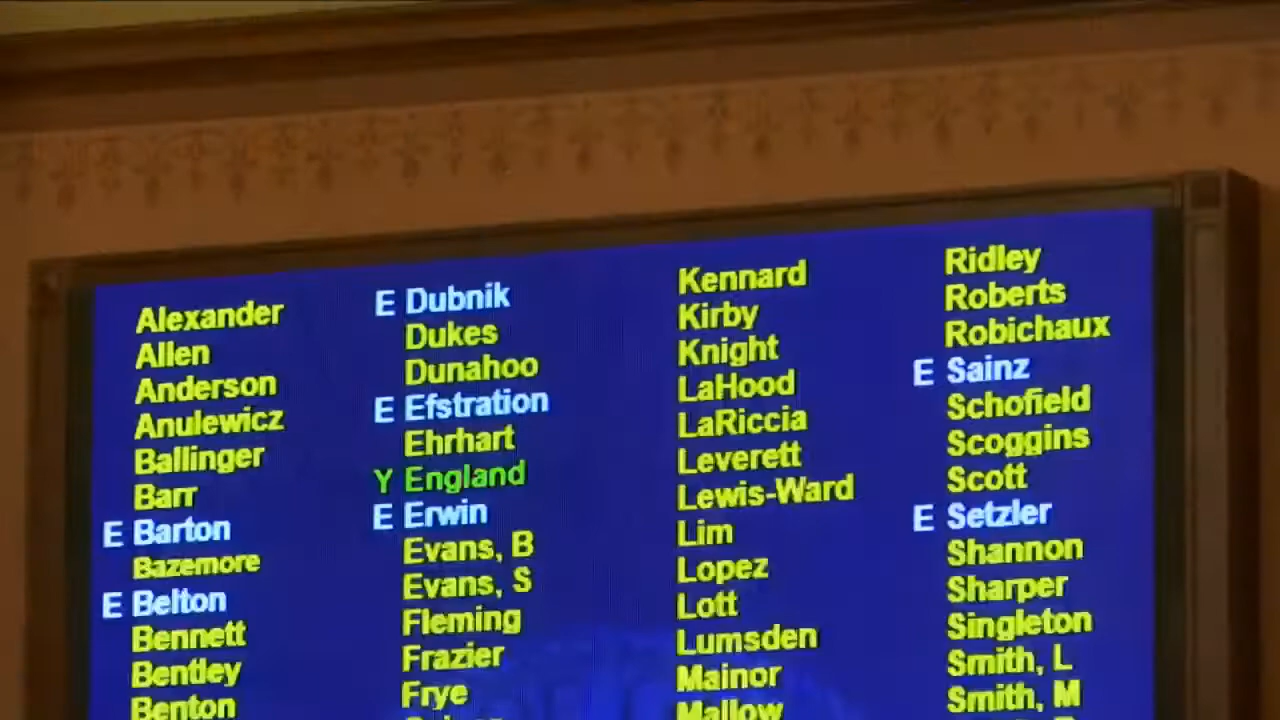 Alexander
Allen
Anderson
Anulewicz
Ballinger
Barr
E Barton
Bazemore
E Belton
Bennett
Bentley
Benton
E Dubnik
Dukes
Dunahoo
E Efstration
Ehrhart
Y England
E Erwin
Evans, B
Evans, S
Fleming
Frazier
Frye
Kennard
Kirby
Knight
LaHood
LaRiccia
Leverett
Lewis-Ward
Lim
Lopez
Lott
Lumsden
Mainor
Mallow
Ridley
Roberts
Robichaux
E Sainz
Schofield
Scoggins
Scott
E Setzler
Shannon
Sharper
Singleton
Smith, L
Smith, M